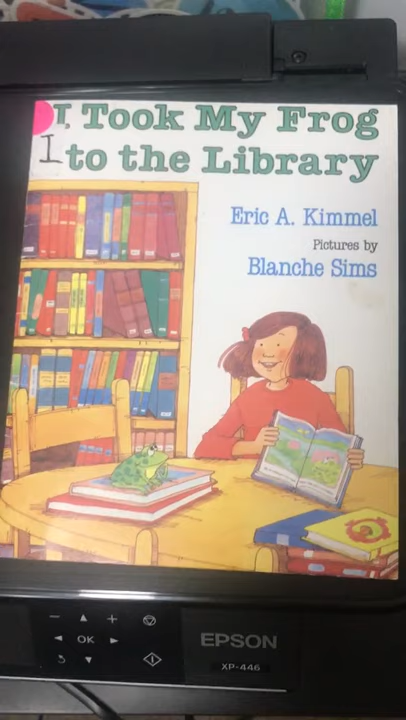 I Took My Frog
I to the Library
Eric A. Kimmel
Pictures by
Blanche Sims
OK
EPSON
XP-446